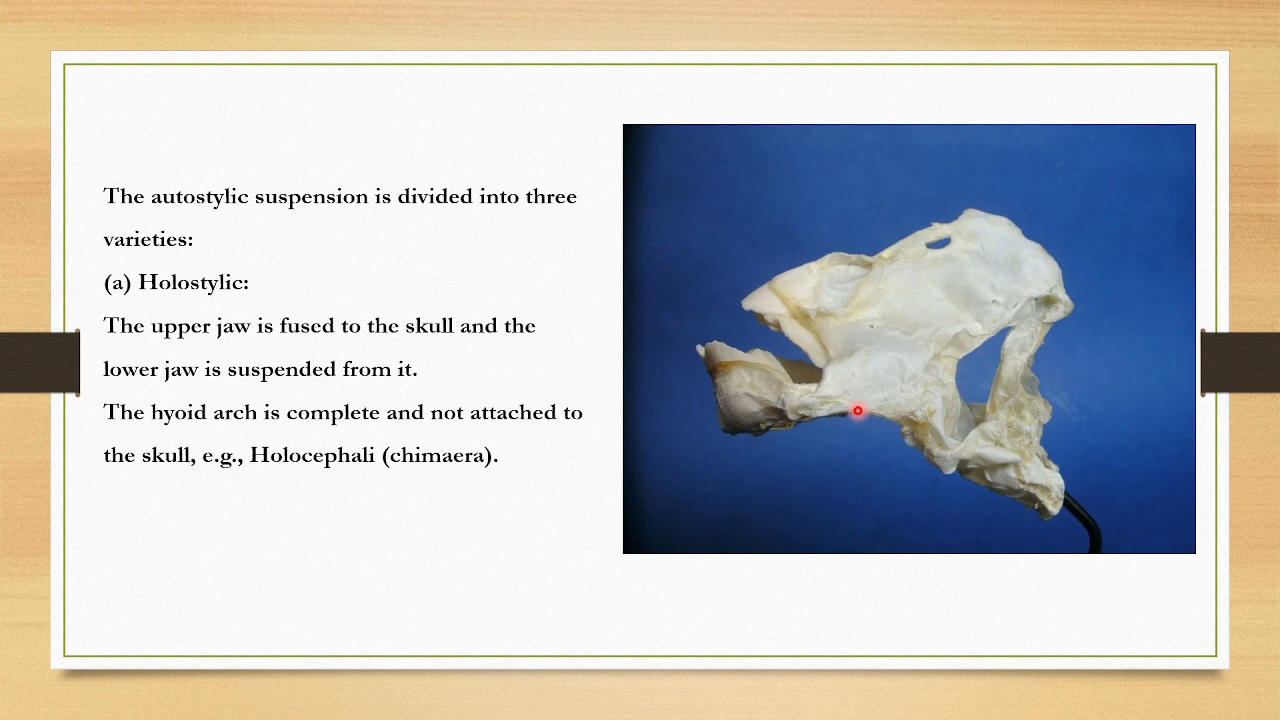 The autostylic suspension is divided into three
varieties:
(a) Holostylic:
The upper jaw is fused to the skull and the
lower jaw is suspended from it.
The hyoid arch is complete and not attached to
the skull, e.g., Holocephali (chimaera).